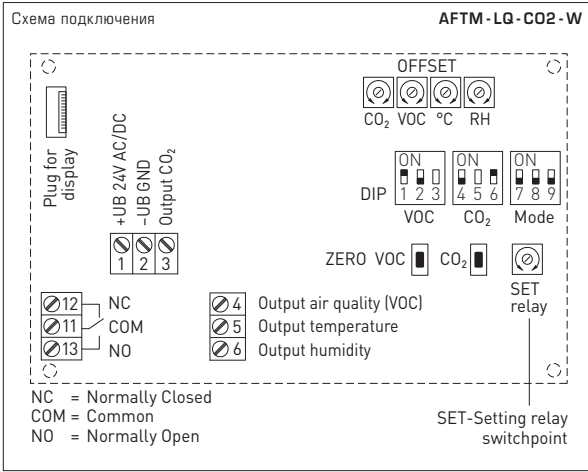 Схема подключения
AFTM-LQ-CO2-W
OFFSET
CO₂ VOC °C RH
Plug for
display
+UB 24V AC/DC
–UB GND
Output CO₂
1 2 3
DIP
ON ON ON
1 2 3 4 5 6 7 8 9
VOC CO₂ Mode
ZERO VOC CO₂
SET
relay
12 NC
11 COM
13 NO
4 Output air quality (VOC)
5 Output temperature
6 Output humidity
NC = Normally Closed
COM = Common
NO = Normally Open
SET-Setting relay
switchpoint